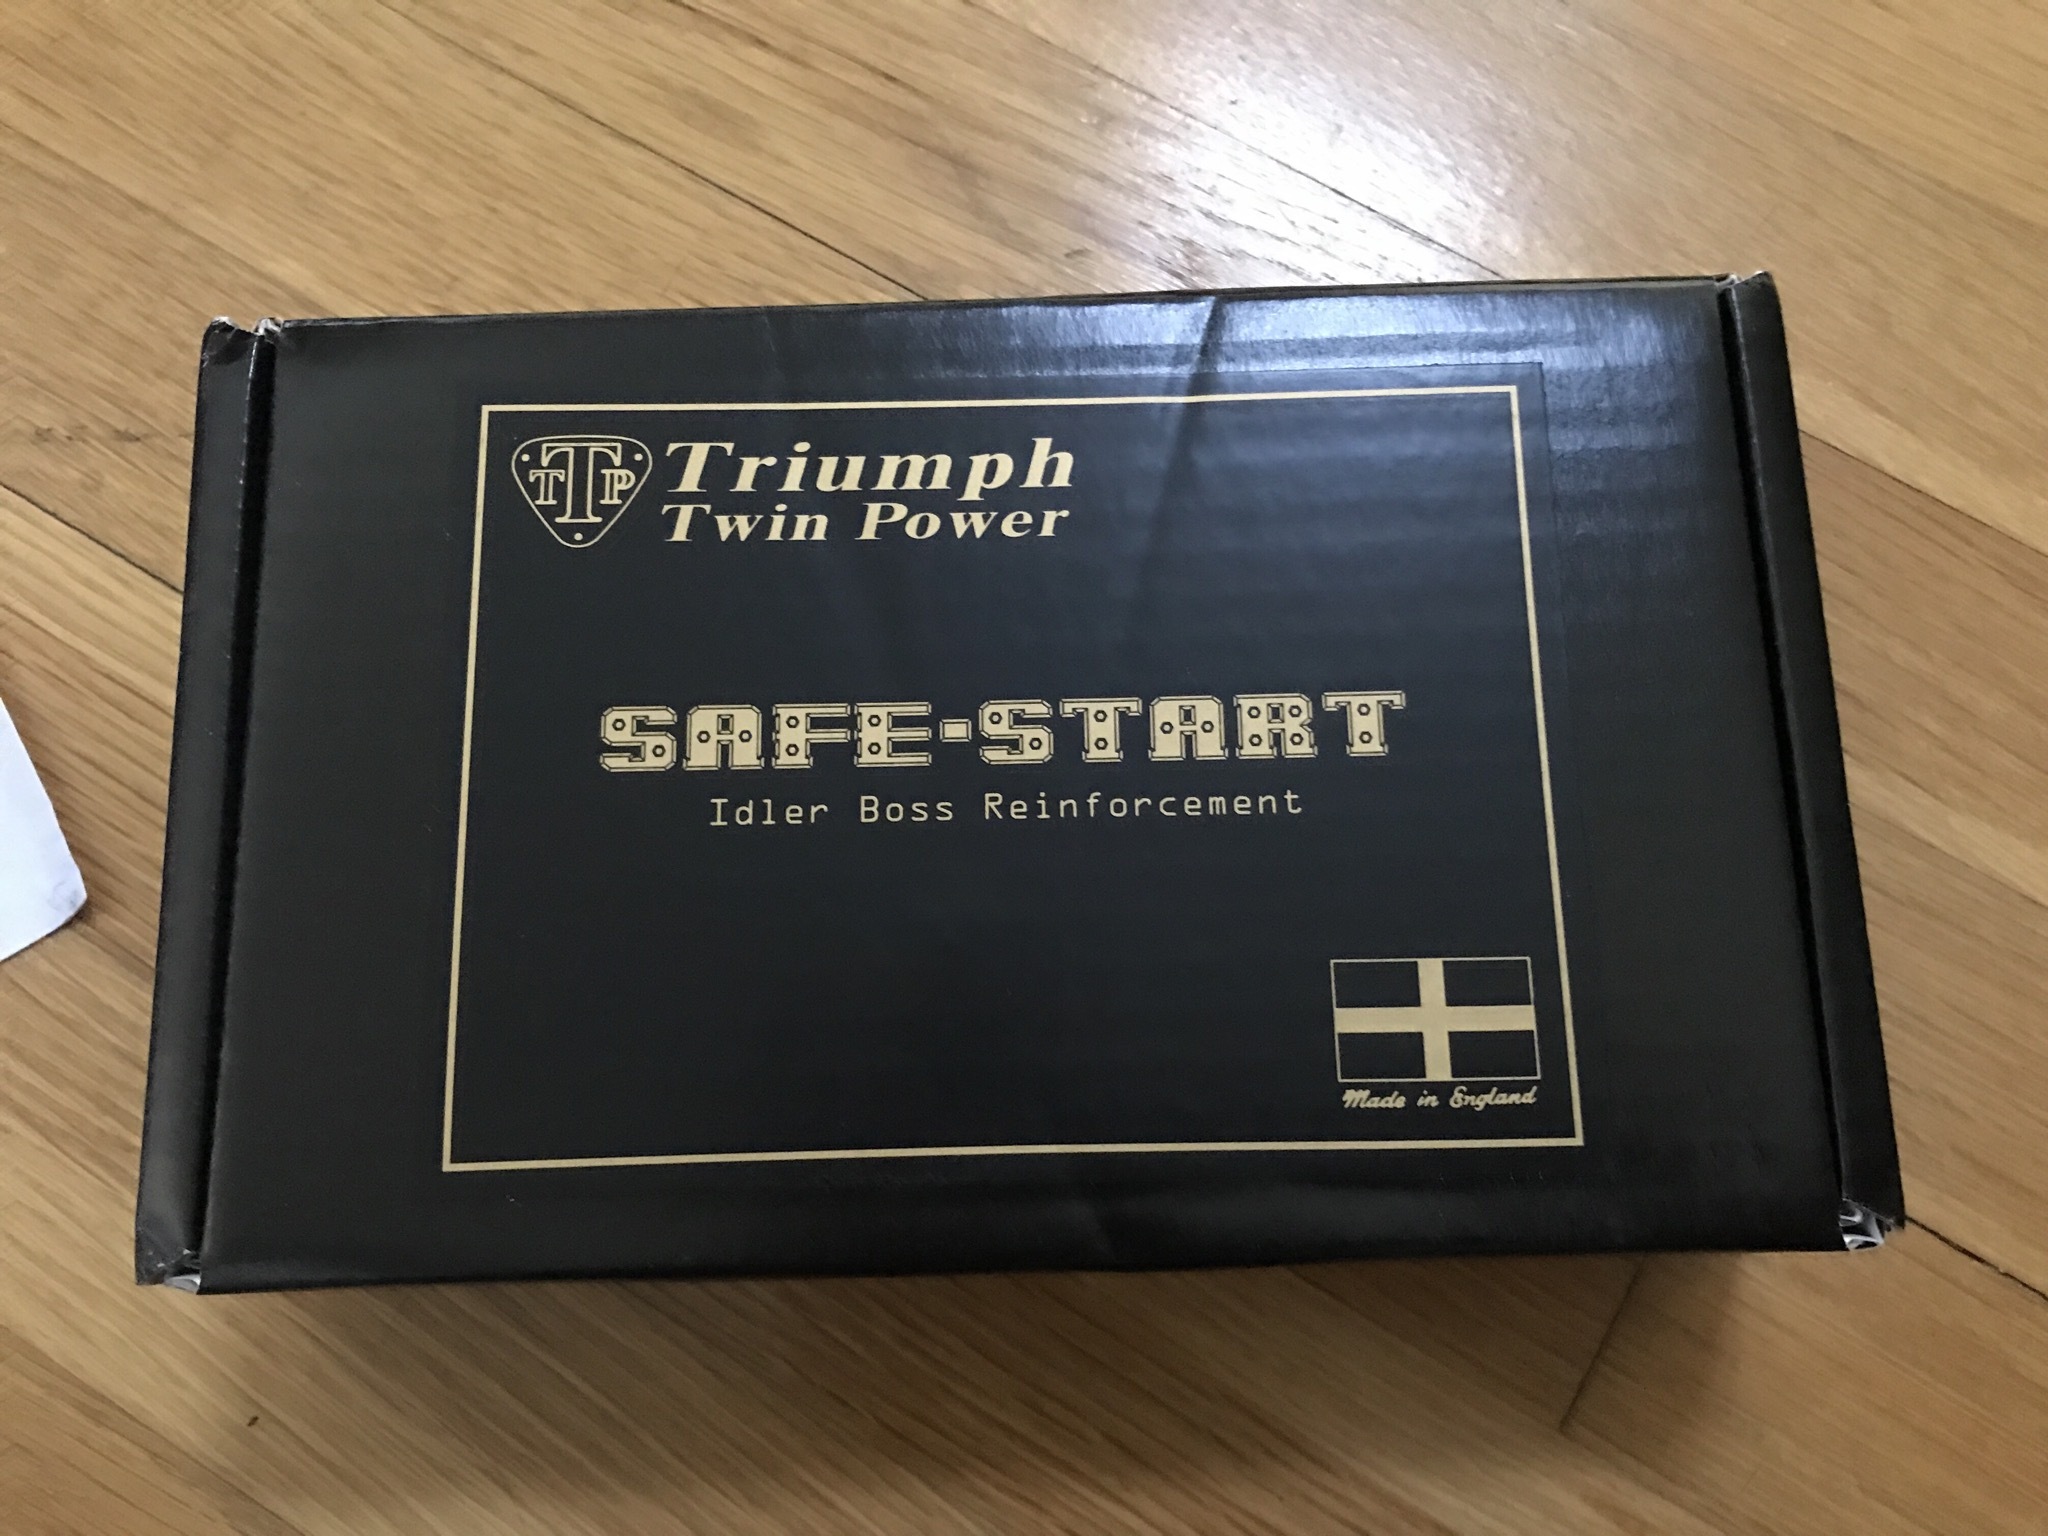 TTP
Triumph
Twin Power
SAFE-START
Idler Boss Reinforcement
Made in England